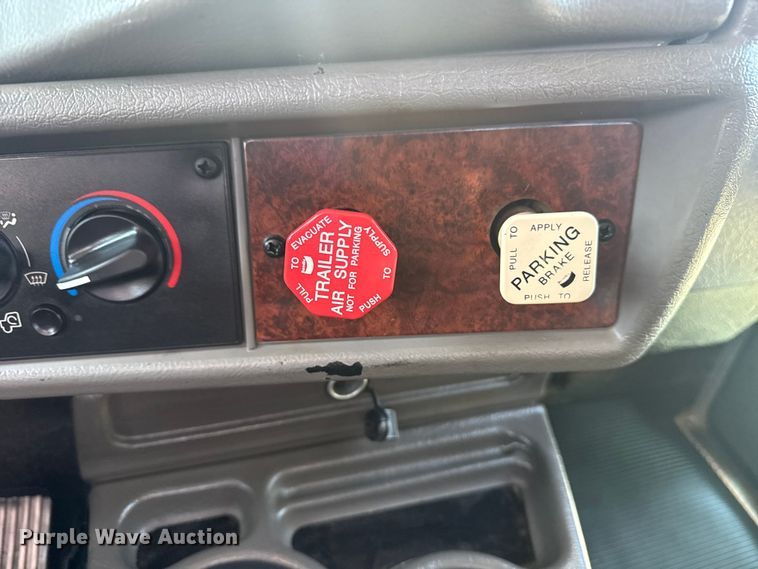 PULL TO EVACUATE
TRAILER
AIR SUPPLY
NOT FOR PARKING
PUSH TO SUPPLY
PULL TO APPLY
PARKING
BRAKE
PUSH TO RELEASE
Purple Wave Auction